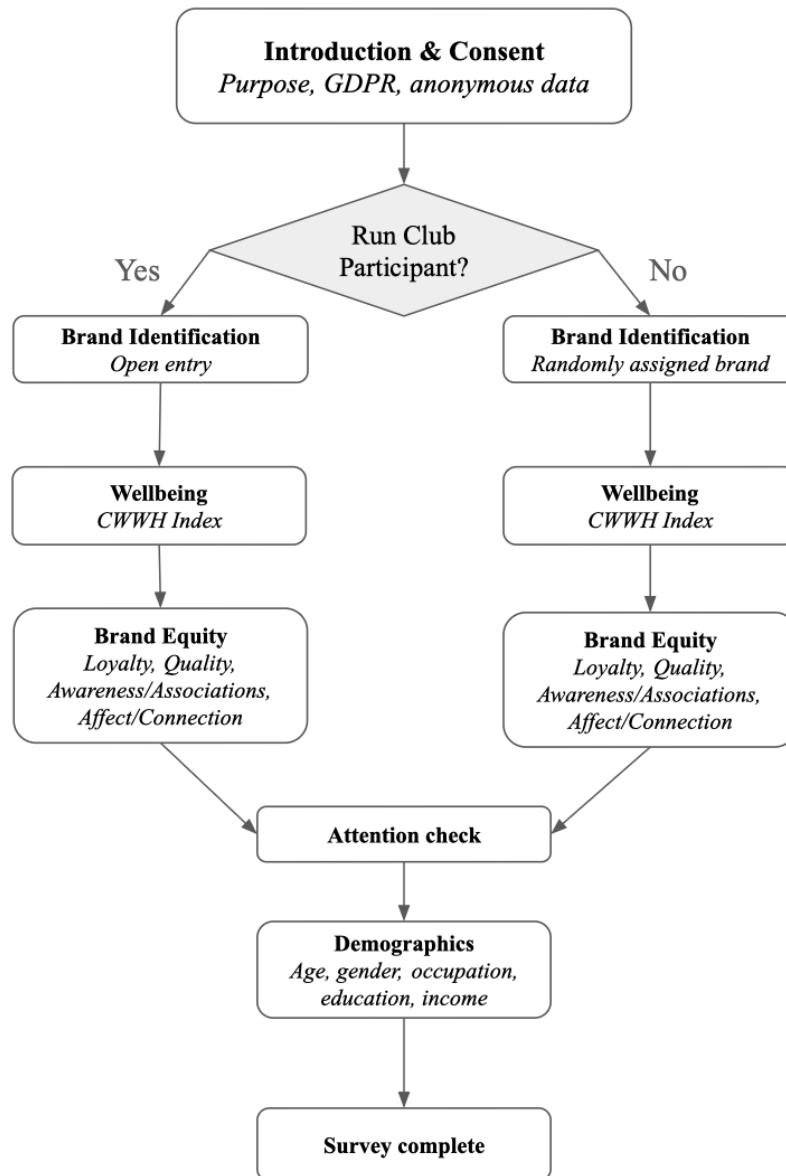 Introduction & Consent
Purpose, GDPR, anonymous data
Run Club
Participant?
Yes
No
Brand Identification
Open entry
Brand Identification
Randomly assigned brand
Wellbeing
CWWH Index
Wellbeing
CWWH Index
Brand Equity
Loyalty, Quality,
Awareness/Associations,
Affect/Connection
Brand Equity
Loyalty, Quality,
Awareness/Associations,
Affect/Connection
Attention check
Demographics
Age, gender, occupation,
education, income
Survey complete